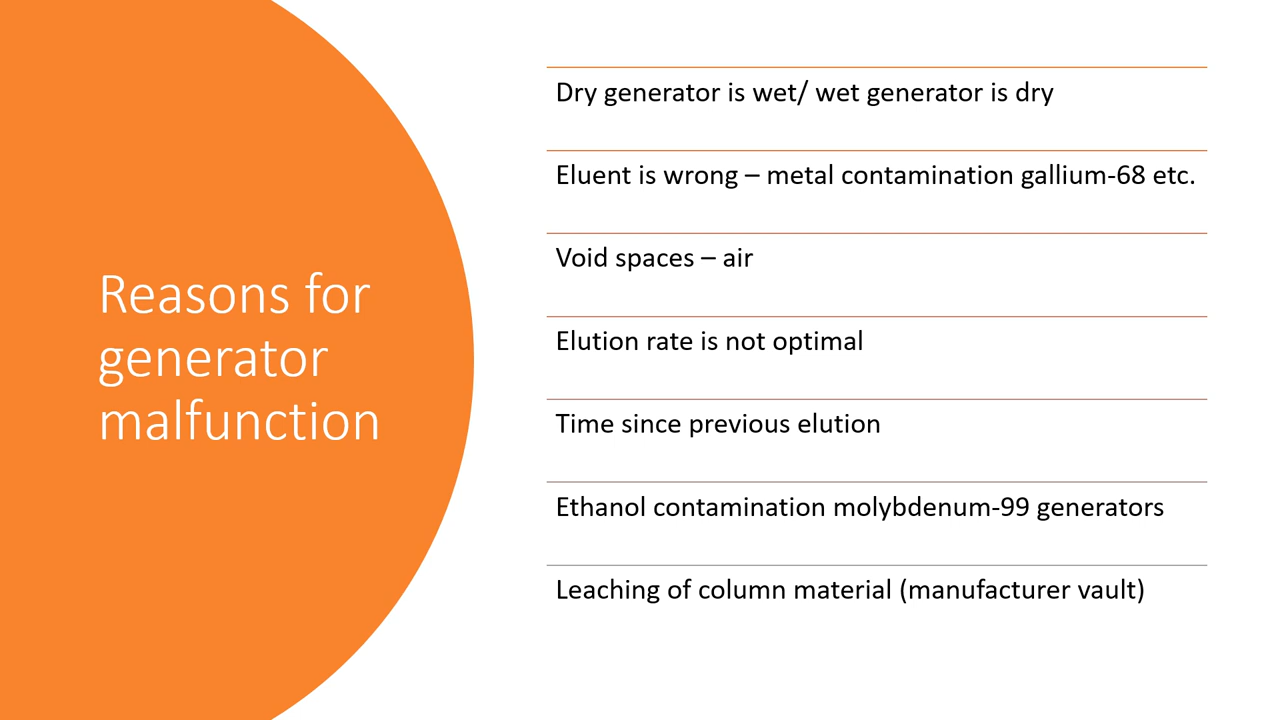 Reasons for
generator
malfunction
Dry generator is wet/ wet generator is dry
Eluent is wrong – metal contamination gallium-68 etc.
Void spaces – air
Elution rate is not optimal
Time since previous elution
Ethanol contamination molybdenum-99 generators
Leaching of column material (manufacturer vault)